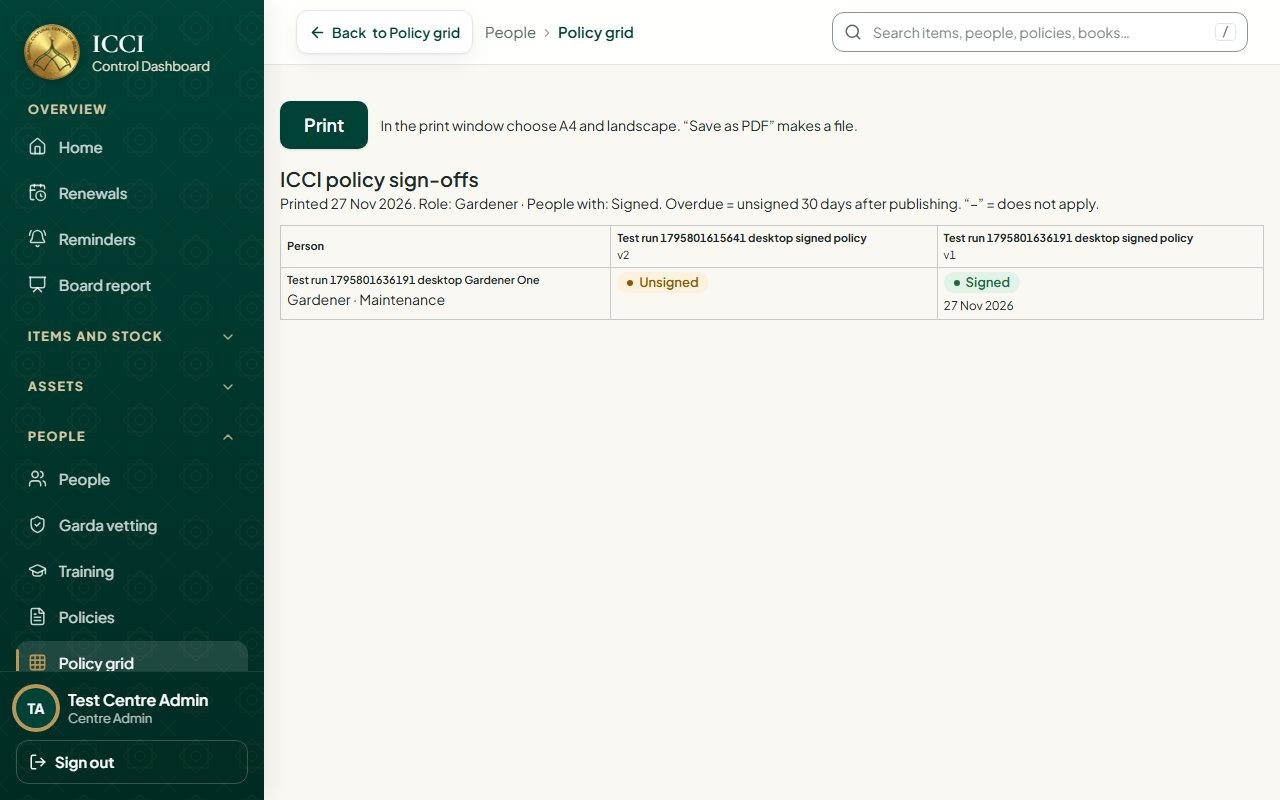 ICCI
Control Dashboard
OVERVIEW
Home
Renewals
Reminders
Board report
ITEMS AND STOCK
ASSETS
PEOPLE
People
Garda vetting
Training
Policies
Policy grid
TA
Test Centre Admin
Centre Admin
Sign out
Back to Policy grid
People › Policy grid
Search items, people, policies, books…
/
Print
In the print window choose A4 and landscape. “Save as PDF” makes a file.
ICCI policy sign-offs
Printed 27 Nov 2026. Role: Gardener · People with: Signed. Overdue = unsigned 30 days after publishing. “–” = does not apply.
Person
Test run 1795801615641 desktop signed policy
v2
Test run 1795801636191 desktop signed policy
v1
Test run 1795801636191 desktop Gardener One
Gardener · Maintenance
Unsigned
Signed
27 Nov 2026